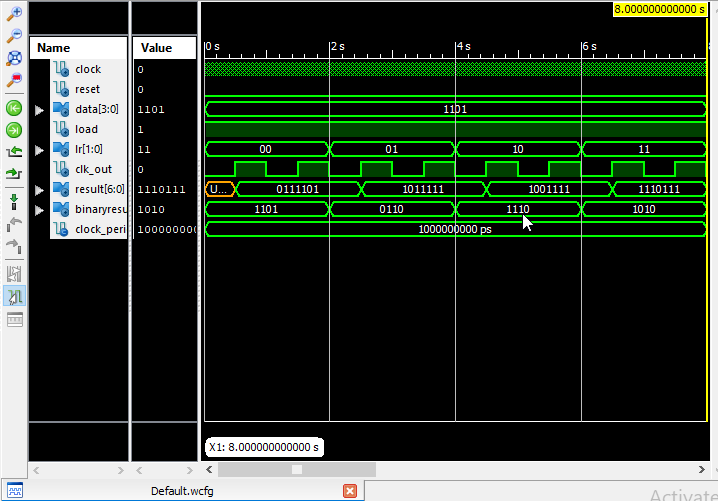 8.000000000000 s
Name Value
0 s 2 s 4 s 6 s 8
clock 0
reset 0
data[3:0] 1101 1101
load 1
lr[1:0] 11 00 01 10 11
clk_out 0
result[6:0] 1110111 U... 0111101 1011111 1001111 1110111
binaryresu 1010 1101 0110 1110 1010
clock_peri 1000000000 ps
X1: 8.000000000000 s
Default.wcfg
Activate